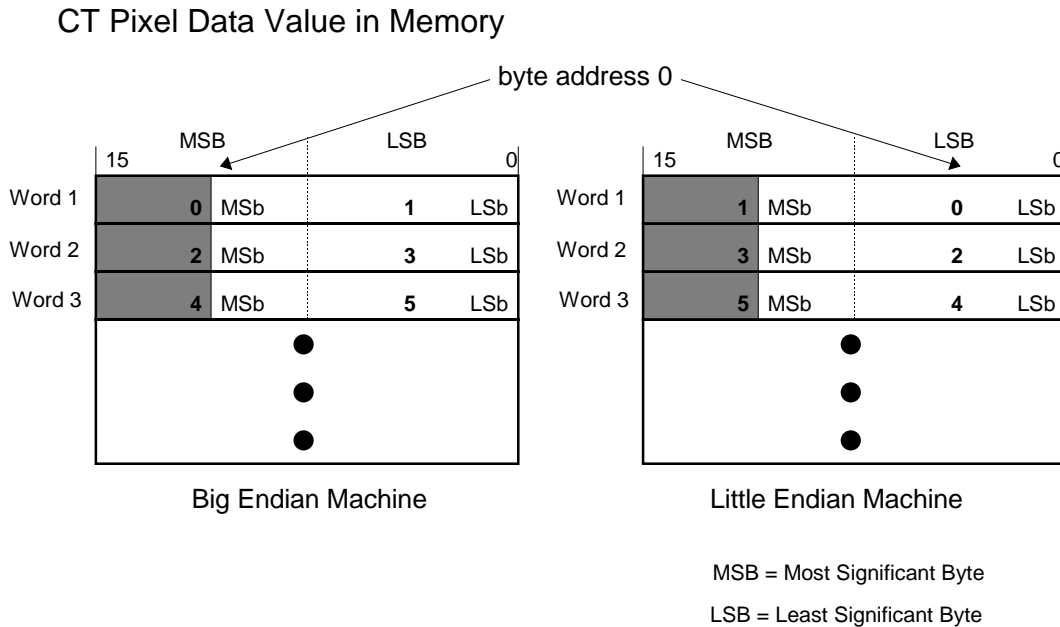 CT Pixel Data Value in Memory
byte address 0
MSB LSB MSB LSB
15 0 15 0
Word 1 0 MSb 1 LSb Word 1 1 MSb 0 LSb
Word 2 2 MSb 3 LSb Word 2 3 MSb 2 LSb
Word 3 4 MSb 5 LSb Word 3 5 MSb 4 LSb
Big Endian Machine Little Endian Machine
MSB = Most Significant Byte
LSB = Least Significant Byte